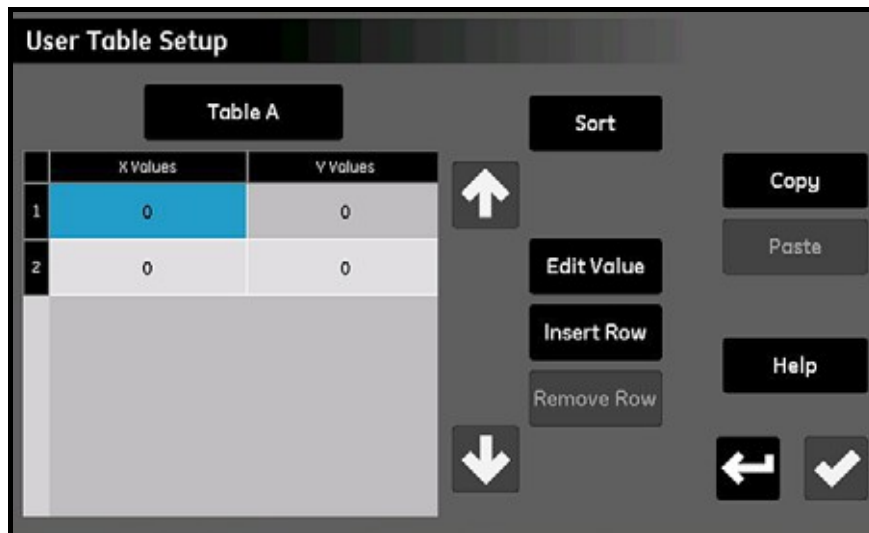 User Table Setup
Table A
X Values Y Values
1 0 0
2 0 0
Sort
Edit Value
Insert Row
Remove Row
Copy
Paste
Help